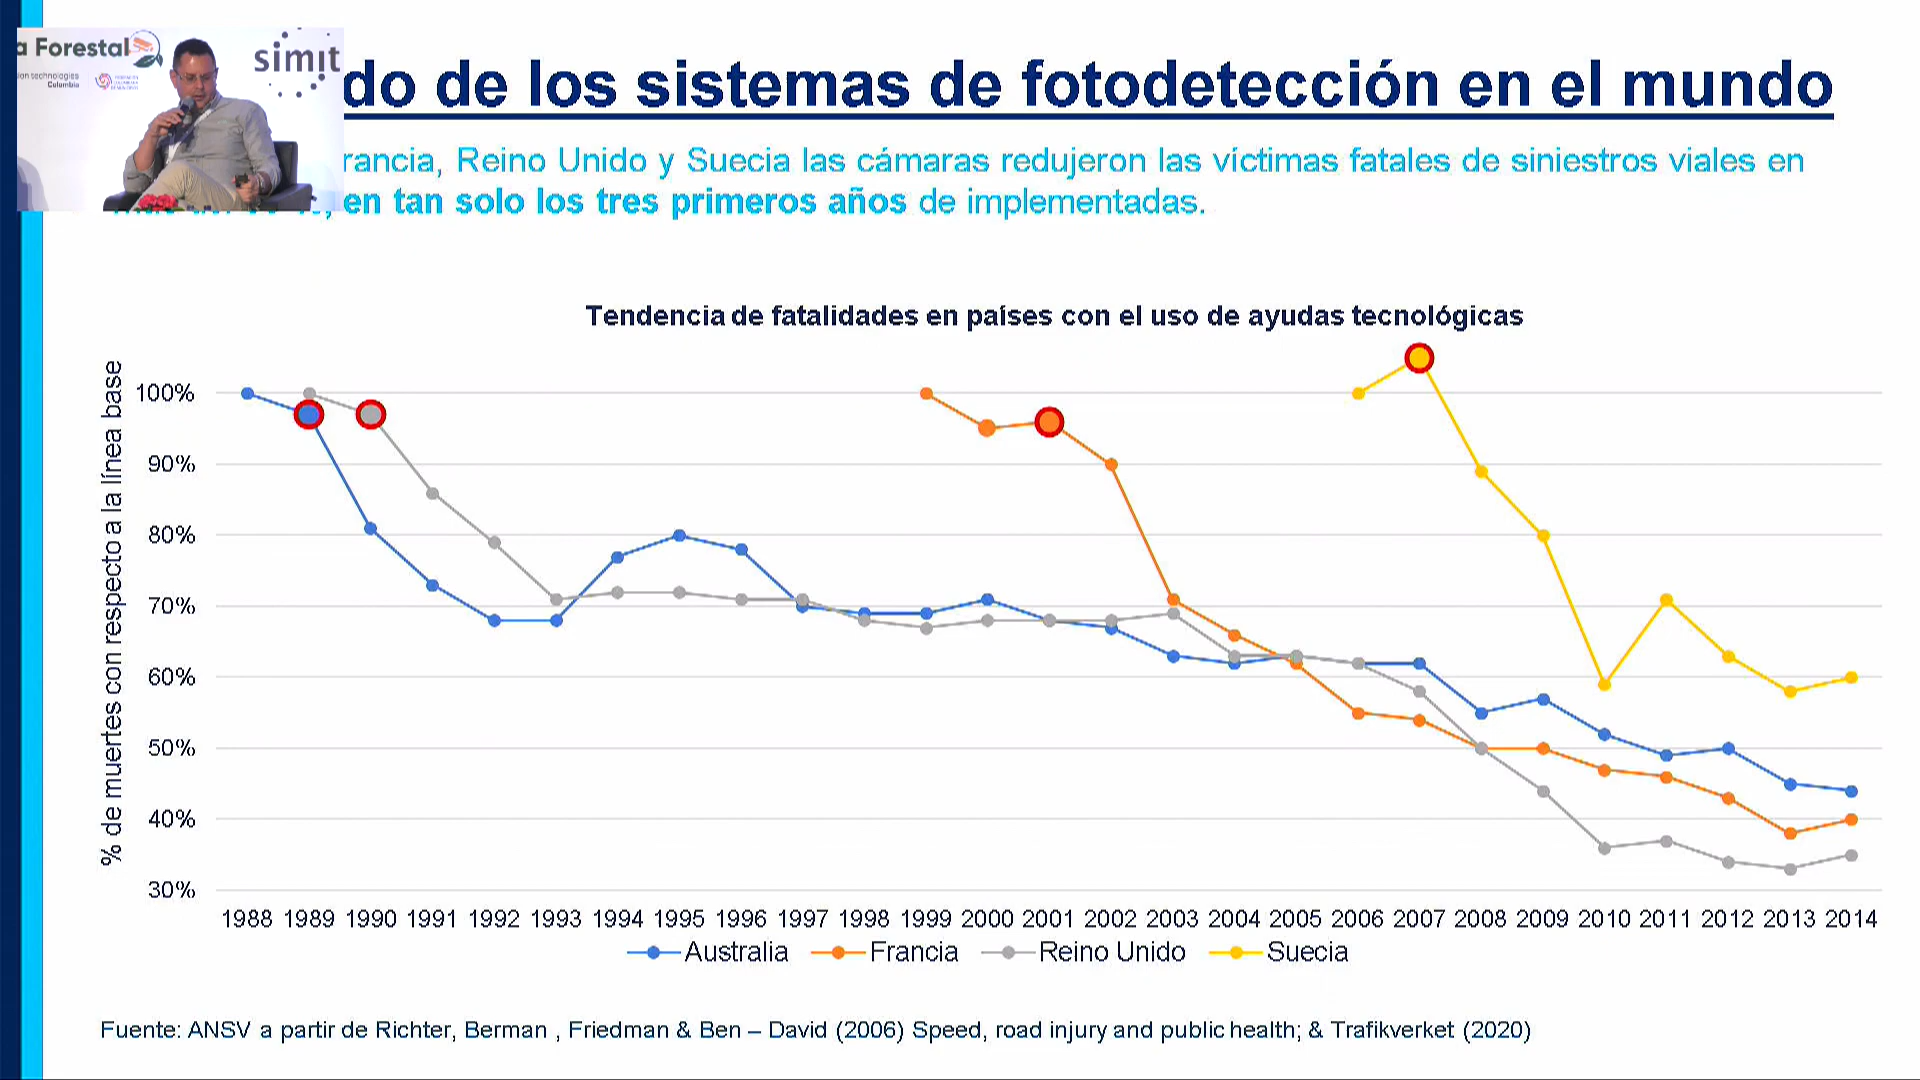 a Forestal
simit
ion technologies
Colombia
do de los sistemas de fotodetección en el mundo
rancia, Reino Unido y Suecia las cámaras redujeron las víctimas fatales de siniestros viales en
en tan solo los tres primeros años de implementadas.
Tendencia de fatalidades en países con el uso de ayudas tecnológicas
% de muertes con respecto a la línea base
100%
90%
80%
70%
60%
50%
40%
30%
1988 1989 1990 1991 1992 1993 1994 1995 1996 1997 1998 1999 2000 2001 2002 2003 2004 2005 2006 2007 2008 2009 2010 2011 2012 2013 2014
Australia Francia Reino Unido Suecia
Fuente: ANSV a partir de Richter, Berman , Friedman & Ben – David (2006) Speed, road injury and public health; & Trafikverket (2020)